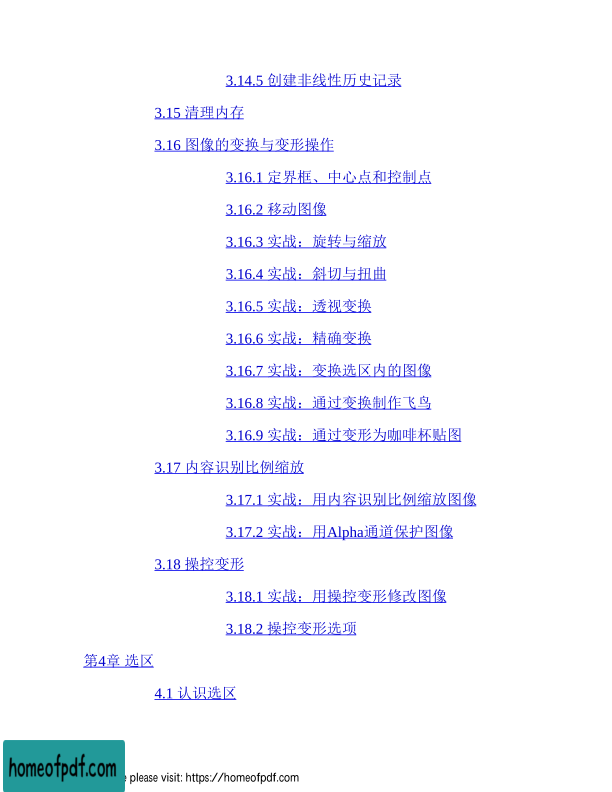 3.14.5 创建非线性历史记录
3.15 清理内存
3.16 图像的变换与变形操作
3.16.1 定界框、中心点和控制点
3.16.2 移动图像
3.16.3 实战：旋转与缩放
3.16.4 实战：斜切与扭曲
3.16.5 实战：透视变换
3.16.6 实战：精确变换
3.16.7 实战：变换选区内的图像
3.16.8 实战：通过变换制作飞鸟
3.16.9 实战：通过变形为咖啡杯贴图
3.17 内容识别比例缩放
3.17.1 实战：用内容识别比例缩放图像
3.17.2 实战：用Alpha通道保护图像
3.18 操控变形
3.18.1 实战：用操控变形修改图像
3.18.2 操控变形选项
第4章 选区
4.1 认识选区
homeofpdf.com
e please visit: https://homeofpdf.com